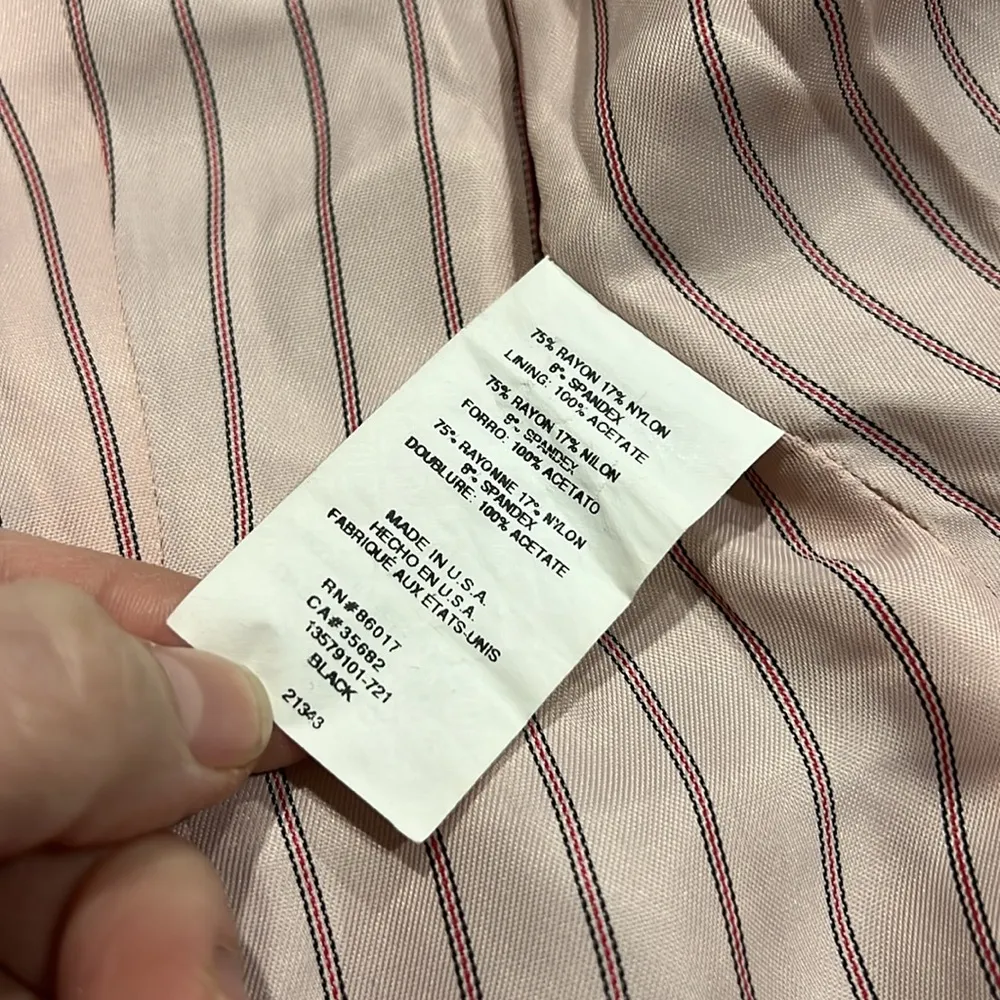 75% RAYON 17% NYLON
8% SPANDEX
LINING: 100% ACETATE
75% RAYON 17% NILON
8% SPANDEX
FORRO: 100% ACETATO
75% RAYONNE 17% NYLON
8% SPANDEX
DOUBLURE: 100% ACETATE
MADE IN U.S.A.
HECHO EN U.S.A.
FABRIQUÉ AUX ETATS-UNIS
RN#86017
CA#35682
13579101-721
BLACK
21343